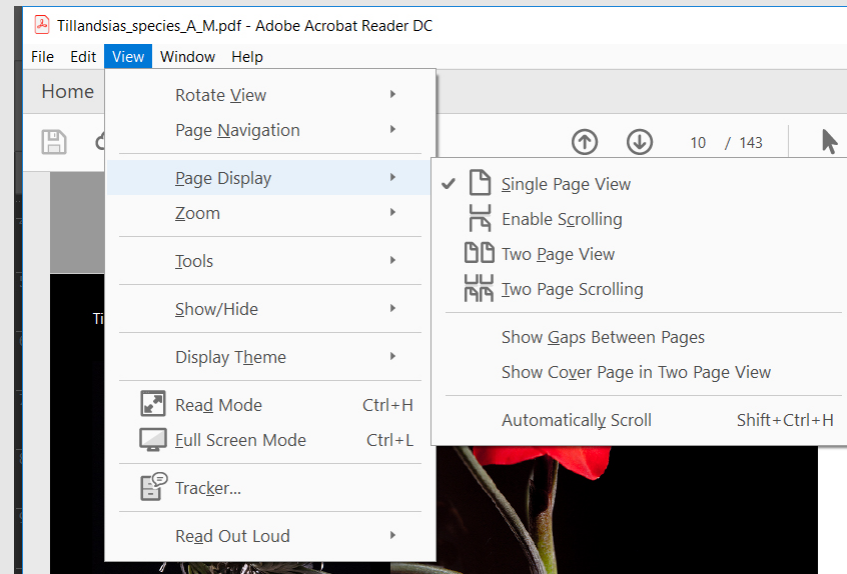 Tillandsias_species_A_M.pdf - Adobe Acrobat Reader DC
File Edit View Window Help
Home
10 / 143
Rotate View
Page Navigation
Page Display
Zoom
Tools
Show/Hide
Display Theme
Read Mode Ctrl+H
Full Screen Mode Ctrl+L
Tracker...
Read Out Loud
Single Page View
Enable Scrolling
Two Page View
Two Page Scrolling
Show Gaps Between Pages
Show Cover Page in Two Page View
Automatically Scroll Shift+Ctrl+H